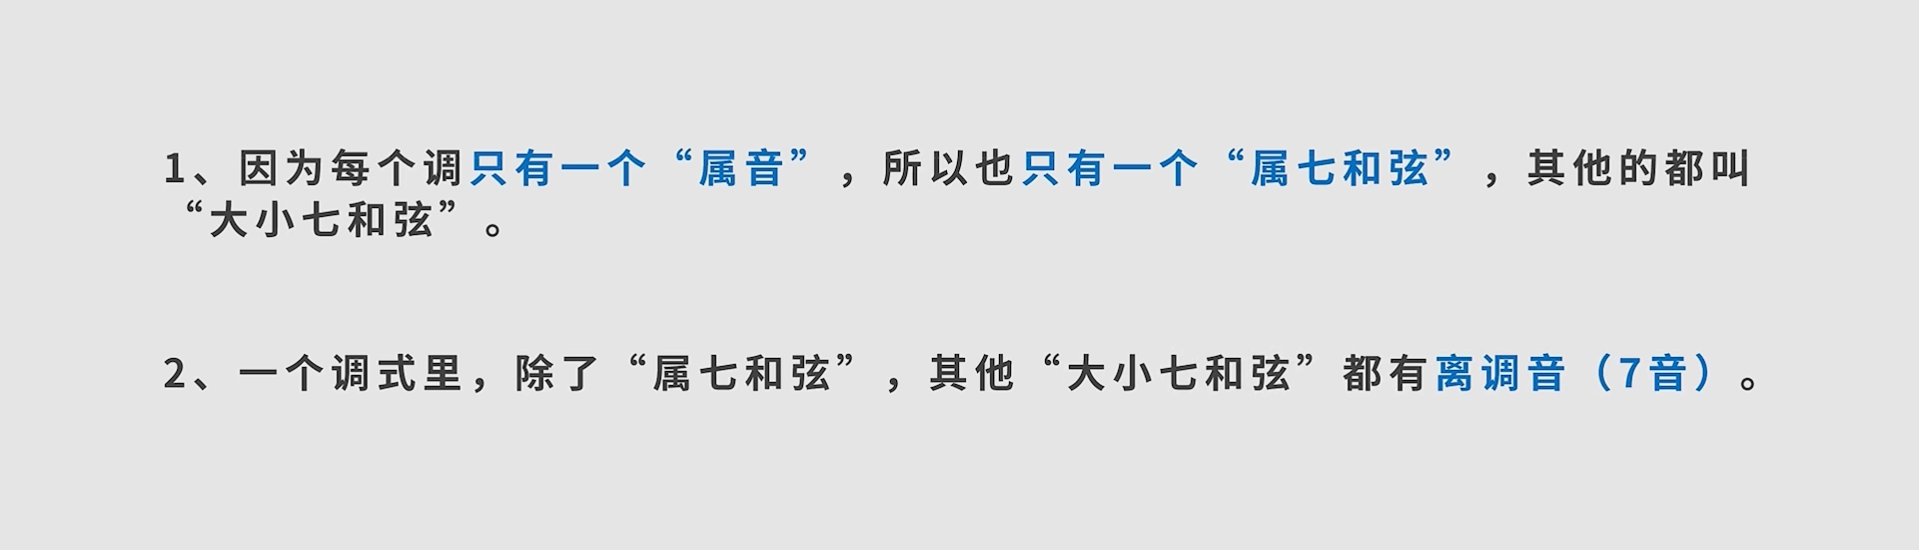 1、因为每个调只有一个“属音”，所以也只有一个“属七和弦”，其他的都叫
“大小七和弦”。
2、一个调式里，除了“属七和弦”，其他“大小七和弦”都有离调音（7音）。